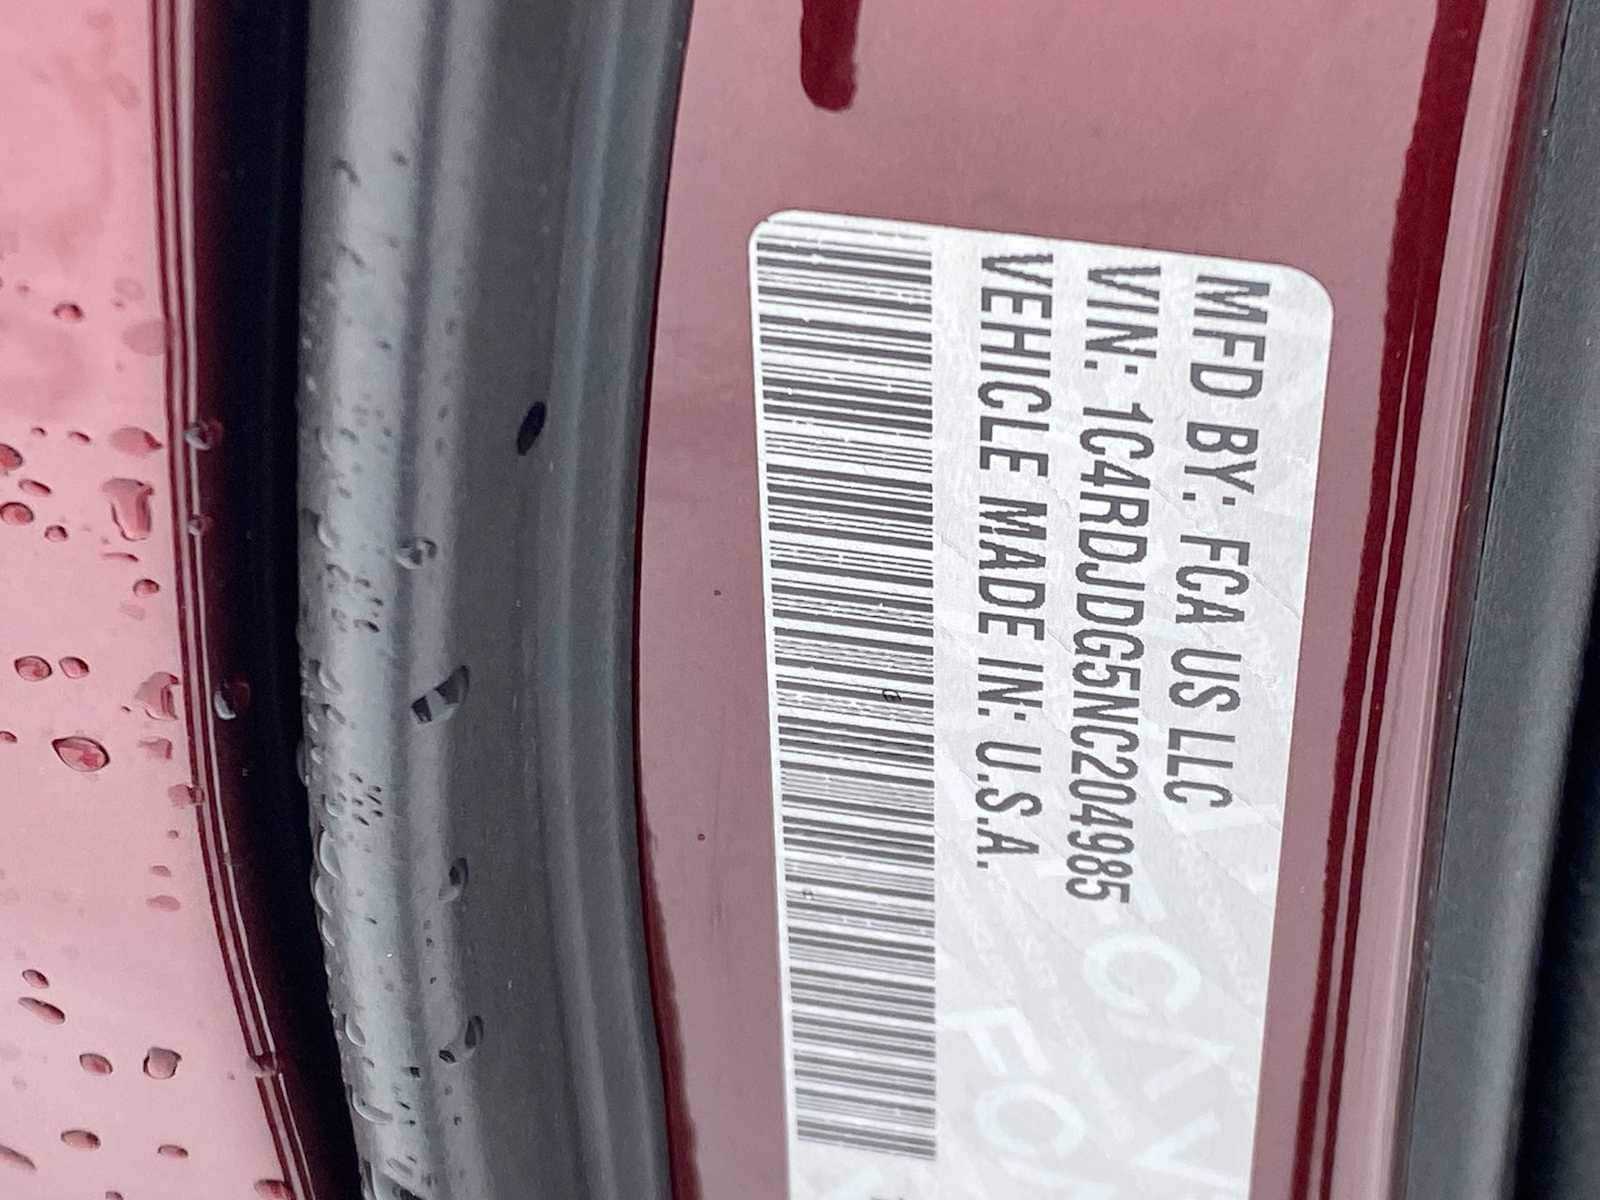 MFD BY: FCA US LLC
VIN: 1C4RDJDG5NC204985
VEHICLE MADE IN: U.S.A.